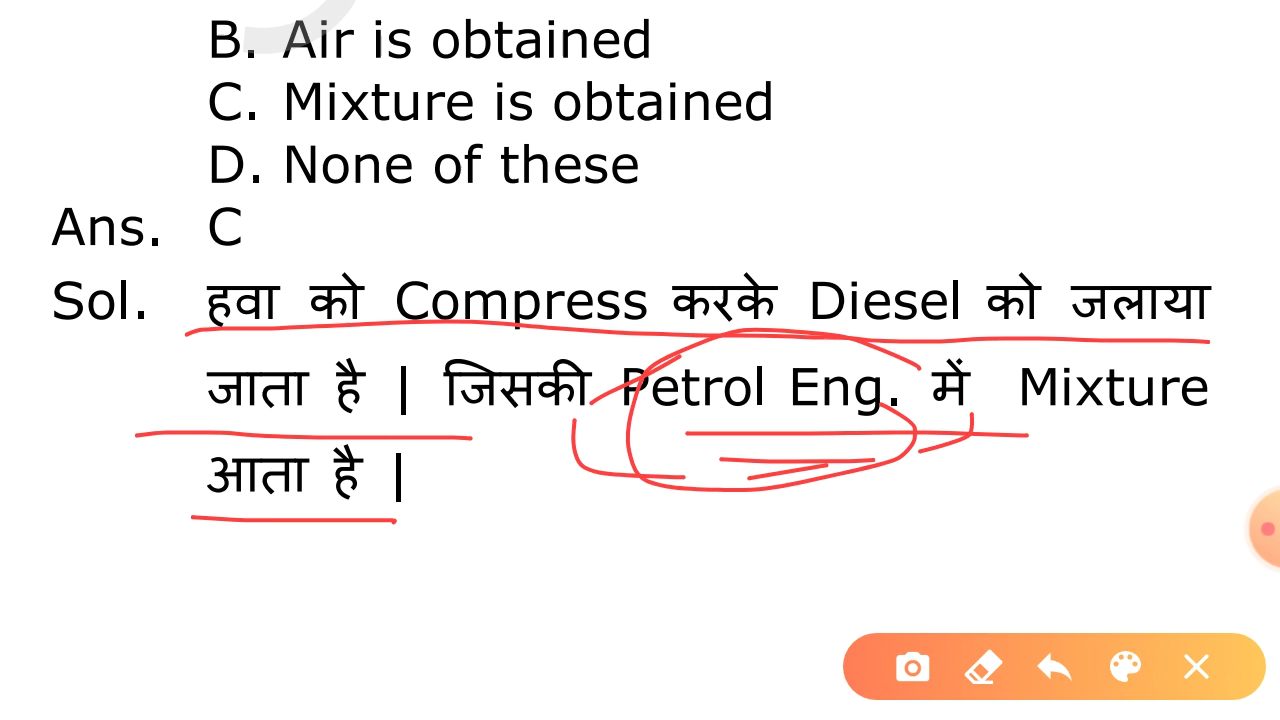 B. Air is obtained
C. Mixture is obtained
D. None of these
Ans. C
Sol. हवा को Compress करके Diesel को जलाया
जाता है | जिसकी Petrol Eng. में Mixture
आता है |